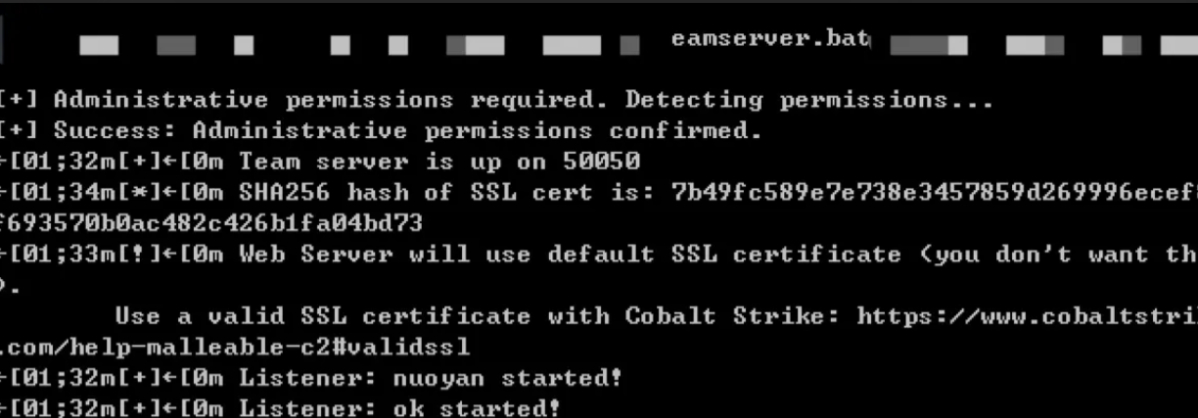 eamserver.bat
[+] Administrative permissions required. Detecting permissions...
[+] Success: Administrative permissions confirmed.
←[01;32m[+]←[0m Team server is up on 50050
←[01;34m[*]←[0m SHA256 hash of SSL cert is: 7b49fc589e7e738e3457859d269996ecef
f693570b0ac482c426b1fa04bd73
←[01;33m[!]←[0m Web Server will use default SSL certificate (you don't want th
).
Use a valid SSL certificate with Cobalt Strike: https://www.cobaltstri
.com/help-malleable-c2#validssl
←[01;32m[+]←[0m Listener: nuoyan started!
←[01;32m[+]←[0m Listener: ok started!